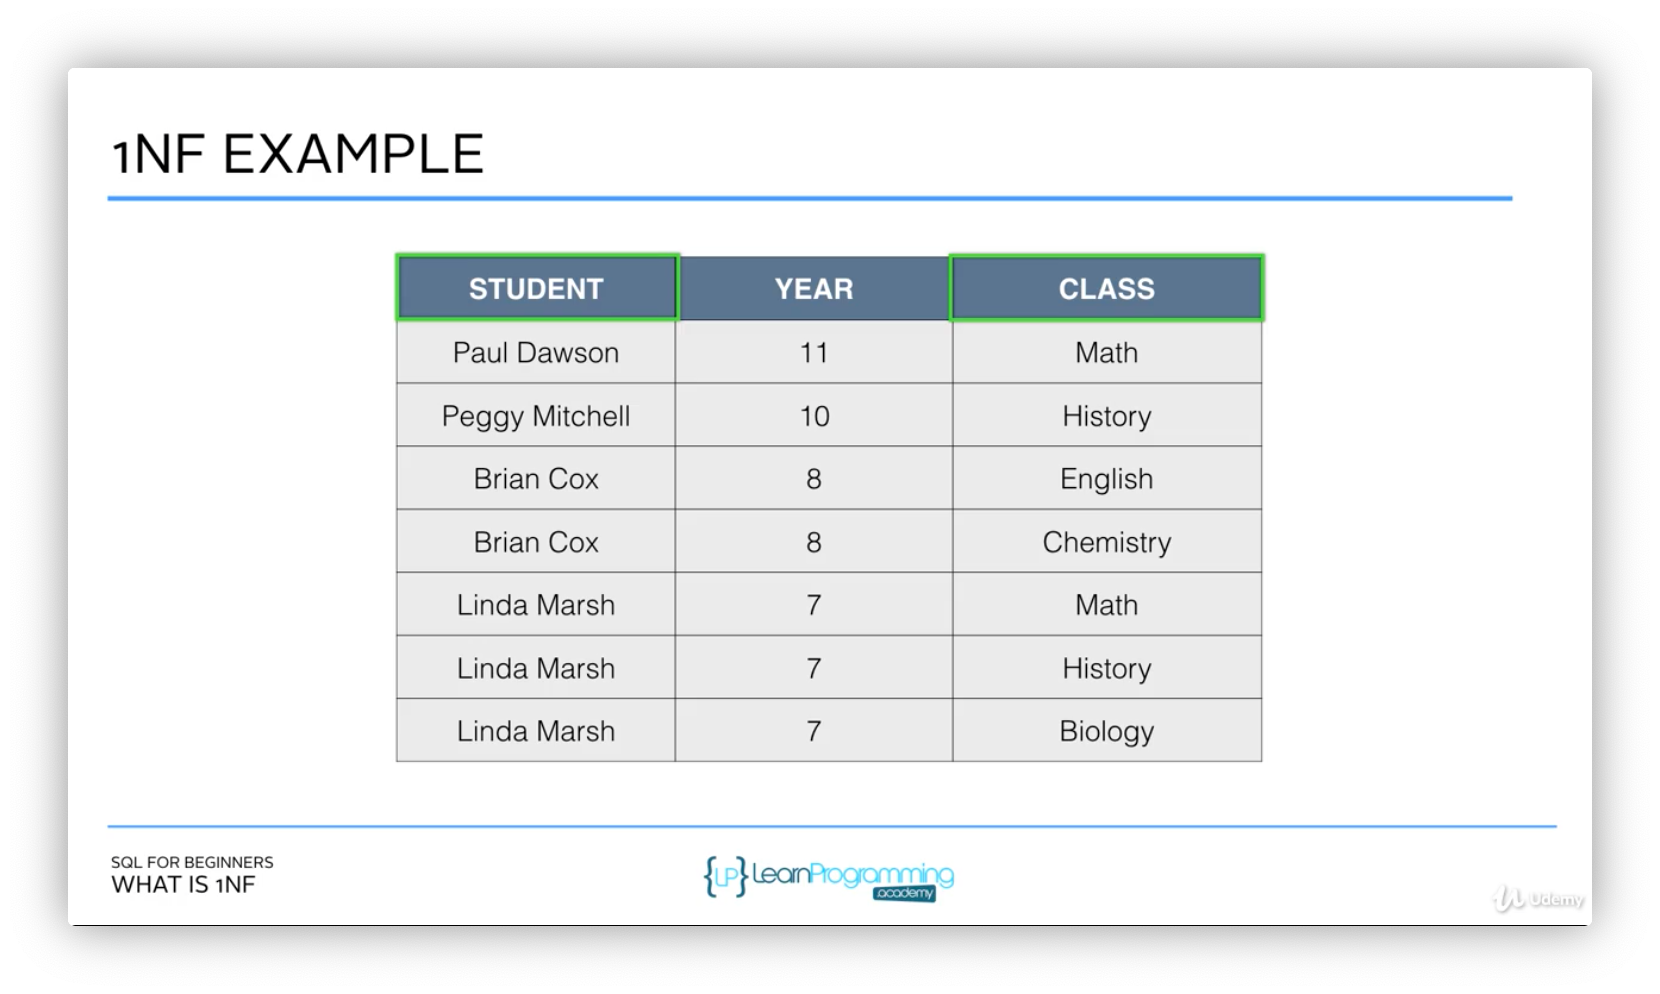 1NF EXAMPLE
STUDENT YEAR CLASS
Paul Dawson 11 Math
Peggy Mitchell 10 History
Brian Cox 8 English
Brian Cox 8 Chemistry
Linda Marsh 7 Math
Linda Marsh 7 History
Linda Marsh 7 Biology
SQL FOR BEGINNERS
WHAT IS 1NF
{LP} LearnProgramming
.academy
Udemy